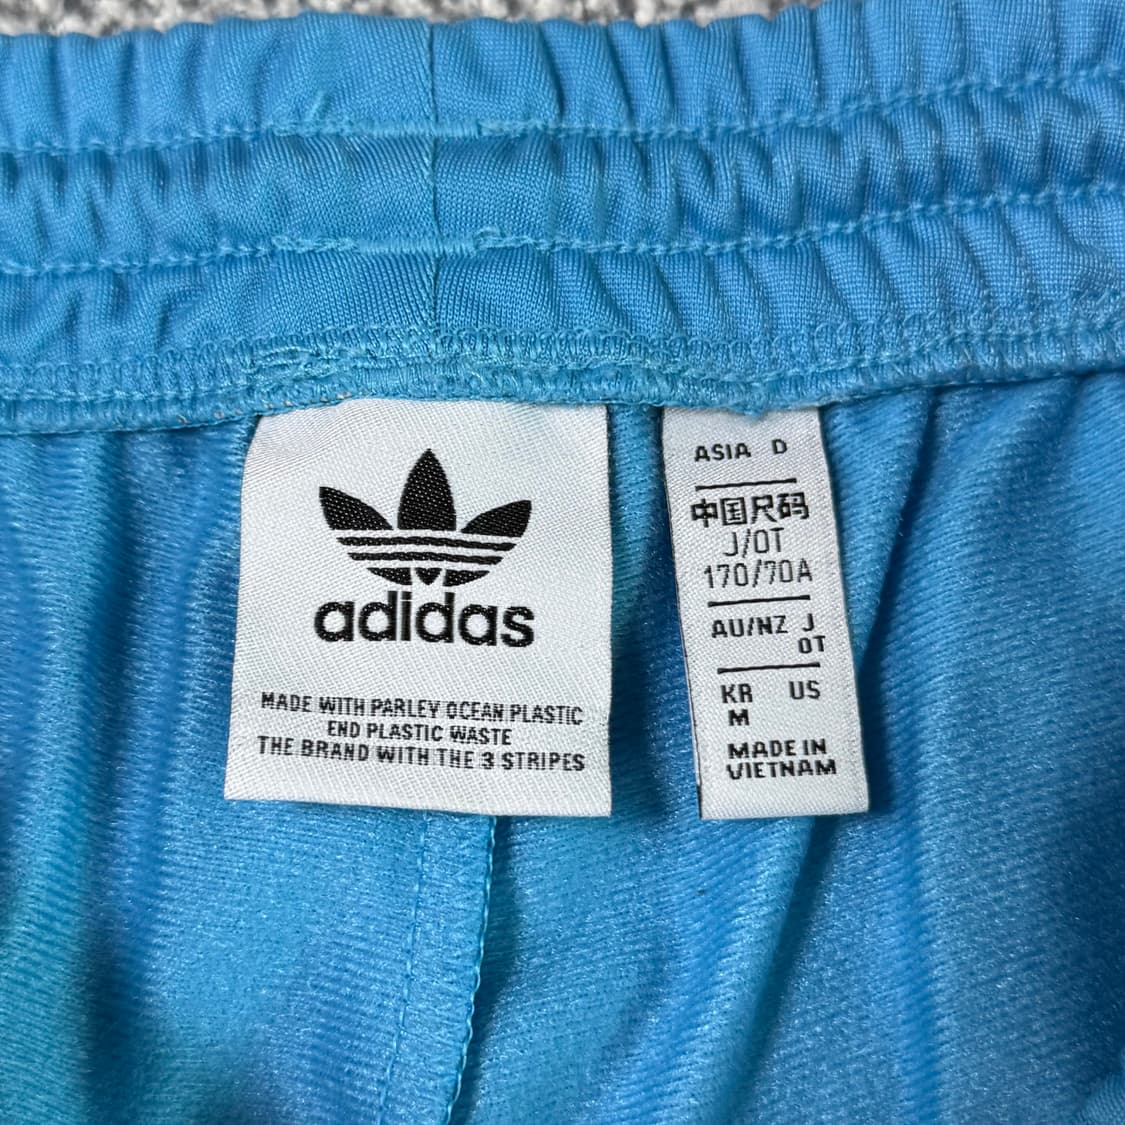 adidas
MADE WITH PARLEY OCEAN PLASTIC
END PLASTIC WASTE
THE BRAND WITH THE 3 STRIPES
ASIA D
中国尺码
J/OT
170/70A
AU/NZ J
OT
KR US
M
MADE IN
VIETNAM